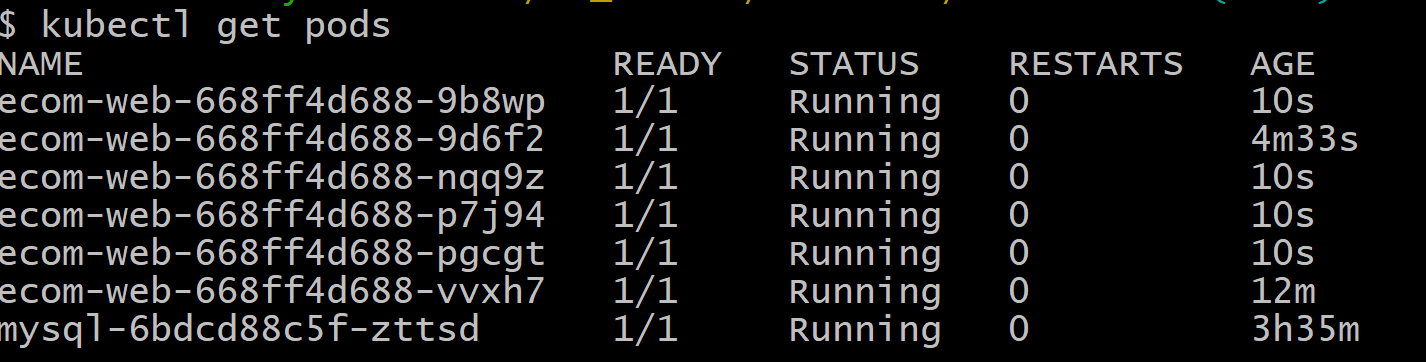 $ kubectl get pods
NAME READY STATUS RESTARTS AGE
ecom-web-668ff4d688-9b8wp 1/1 Running 0 10s
ecom-web-668ff4d688-9d6f2 1/1 Running 0 4m33s
ecom-web-668ff4d688-nqq9z 1/1 Running 0 10s
ecom-web-668ff4d688-p7j94 1/1 Running 0 10s
ecom-web-668ff4d688-pgcgt 1/1 Running 0 10s
ecom-web-668ff4d688-vvxh7 1/1 Running 0 12m
mysql-6bdcd88c5f-zttsd 1/1 Running 0 3h35m